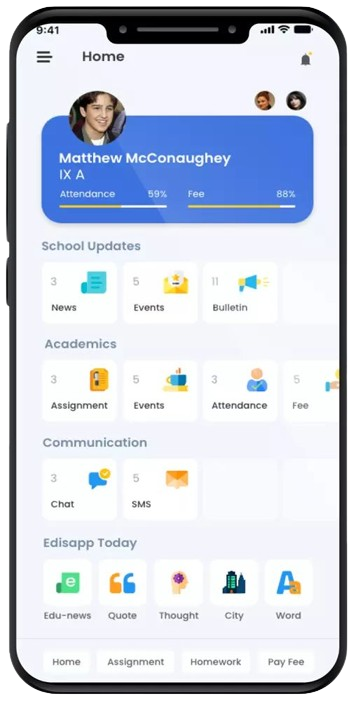 9:41
Home
Matthew McConaughey
IX A
Attendance 59% Fee 88%
School Updates
3 5 11
News Events Bulletin
Academics
3 5 3 5
Assignment Events Attendance Fee
Communication
3 5
Chat SMS
Edisapp Today
Edu-news Quote Thought City Word
Home Assignment Homework Pay Fee